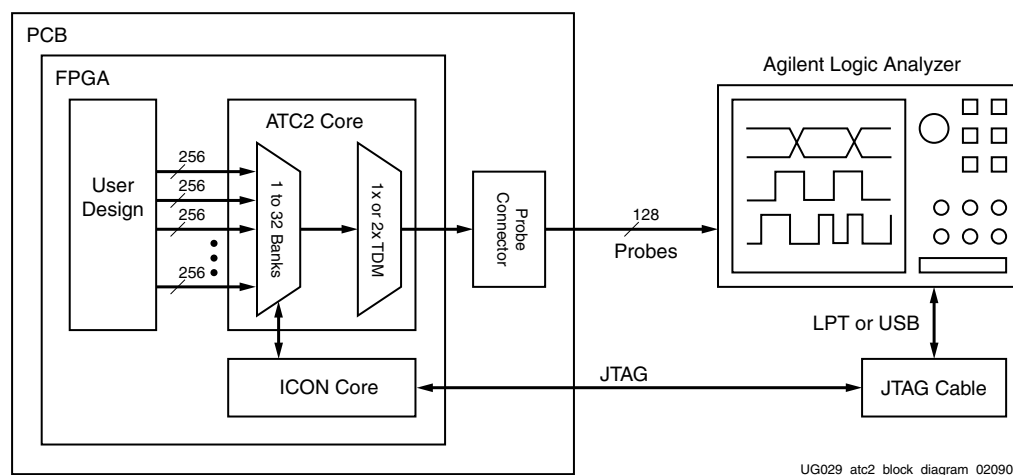 PCB
FPGA
Agilent Logic Analyzer
ATC2 Core
User
Design
256
256
256
256
1 to 32 Banks
1x or 2x TDM
Probe
Connector
128
Probes
LPT or USB
ICON Core
JTAG
JTAG Cable
UG029_atc2_block_diagram_02090